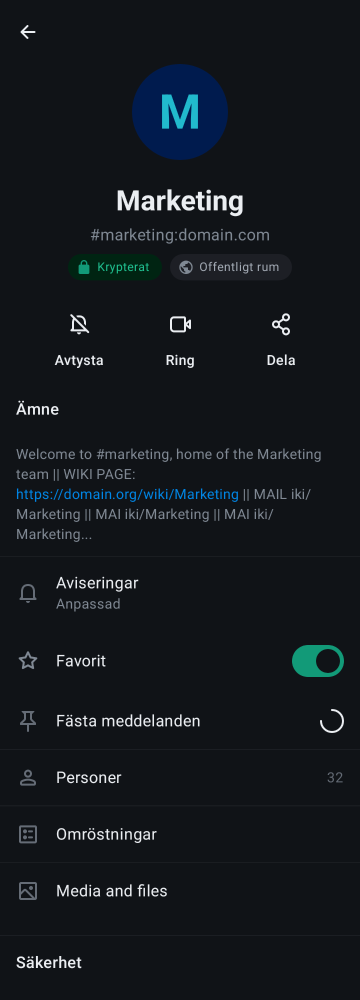 M
Marketing
#marketing:domain.com
Krypterat
Offentligt rum
Avtysta
Ring
Dela
Ämne
Welcome to #marketing, home of the Marketing
team || WIKI PAGE:
https://domain.org/wiki/Marketing || MAIL iki/
Marketing || MAI iki/Marketing || MAI iki/
Marketing...
Aviseringar
Anpassad
Favorit
Fästa meddelanden
Personer
32
Omröstningar
Media and files
Säkerhet